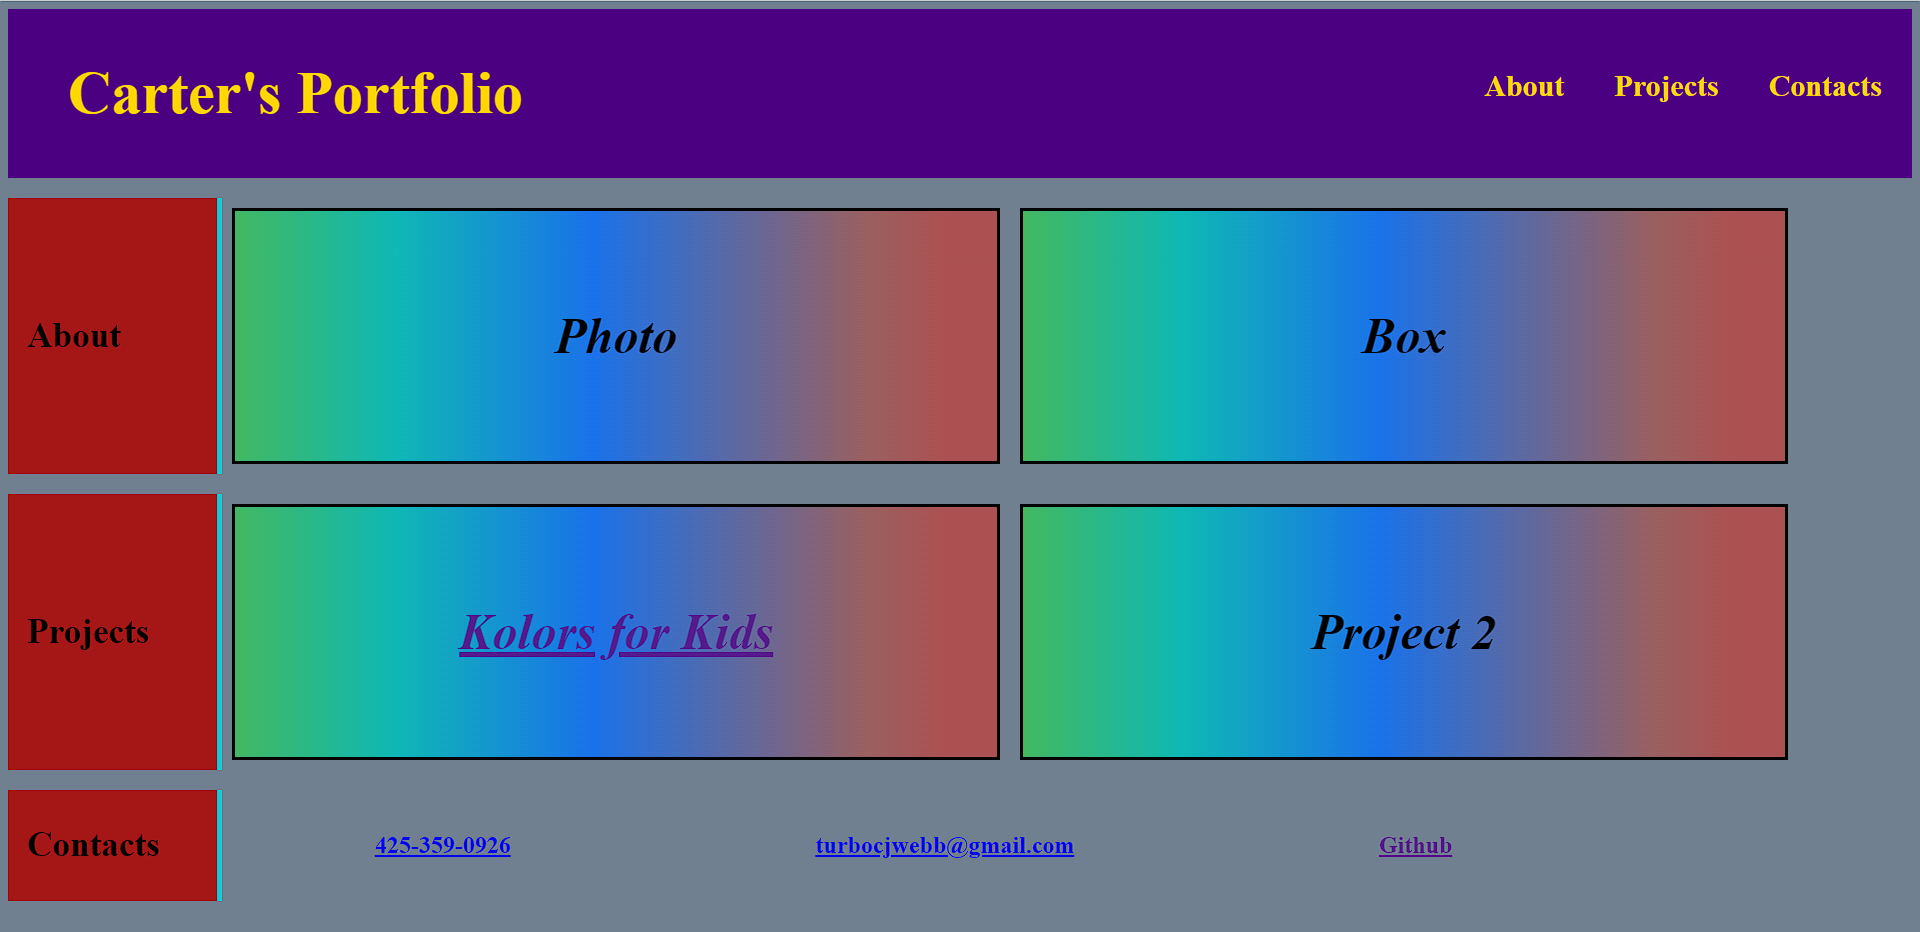 Carter's Portfolio
About Projects Contacts
About
Photo
Box
Projects
Kolors for Kids
Project 2
Contacts
425-359-0926
turbocjwebb@gmail.com
Github